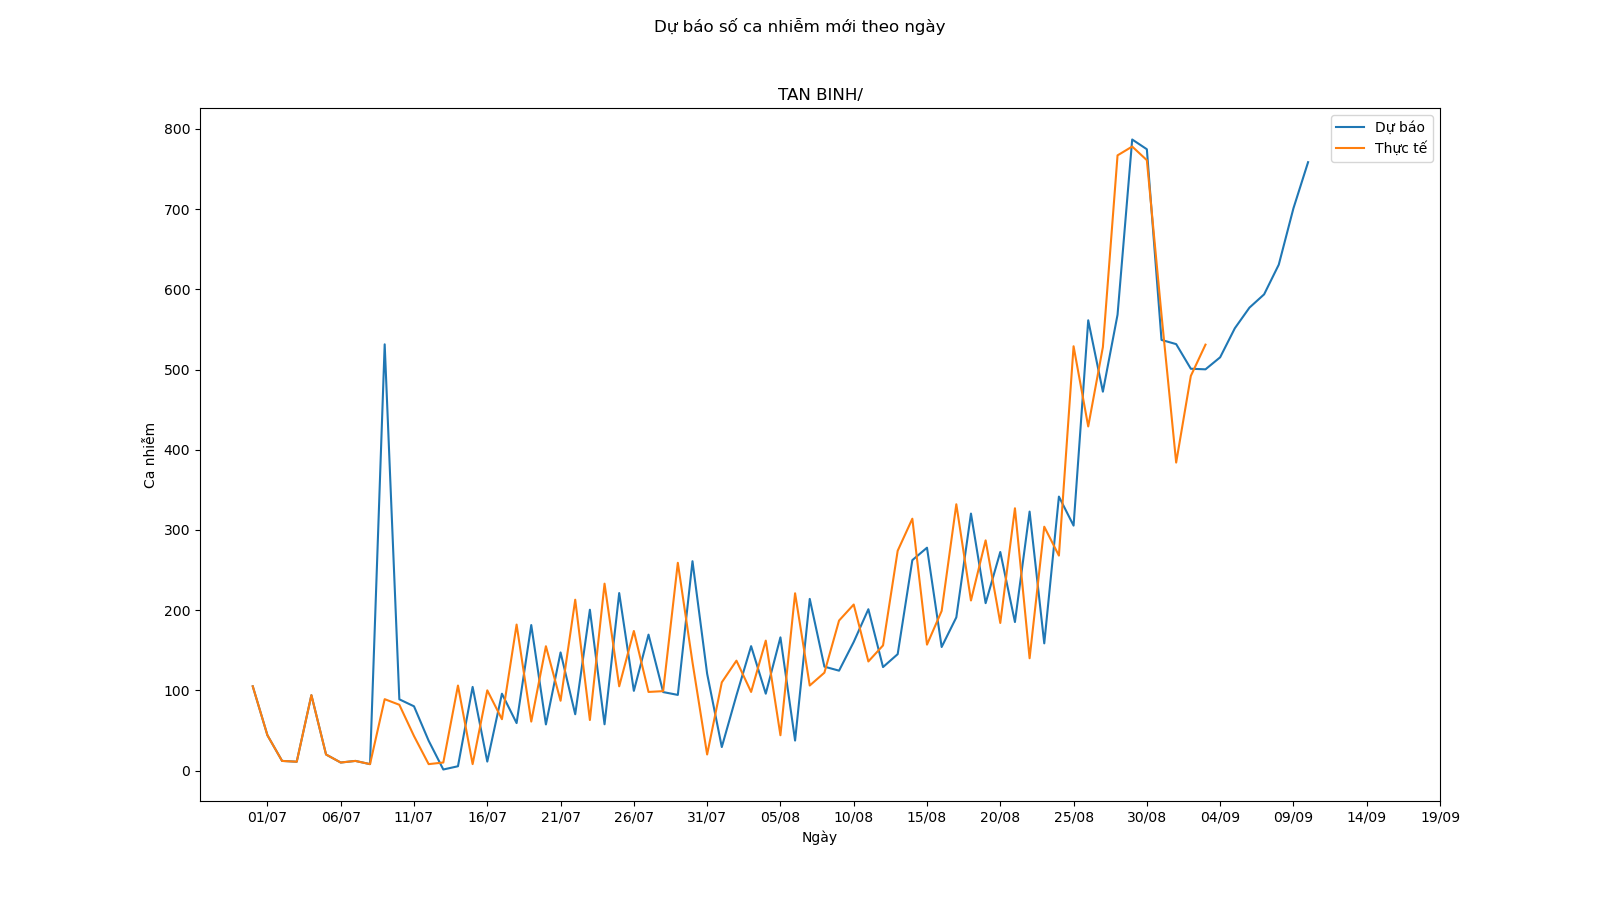 Dự báo số ca nhiễm mới theo ngày
TAN BINH/
Dự báo
Thực tế
800
700
600
500
400
300
200
100
0
Ca nhiễm
01/07 06/07 11/07 16/07 21/07 26/07 31/07 05/08 10/08 15/08 20/08 25/08 30/08 04/09 09/09 14/09 19/09
Ngày